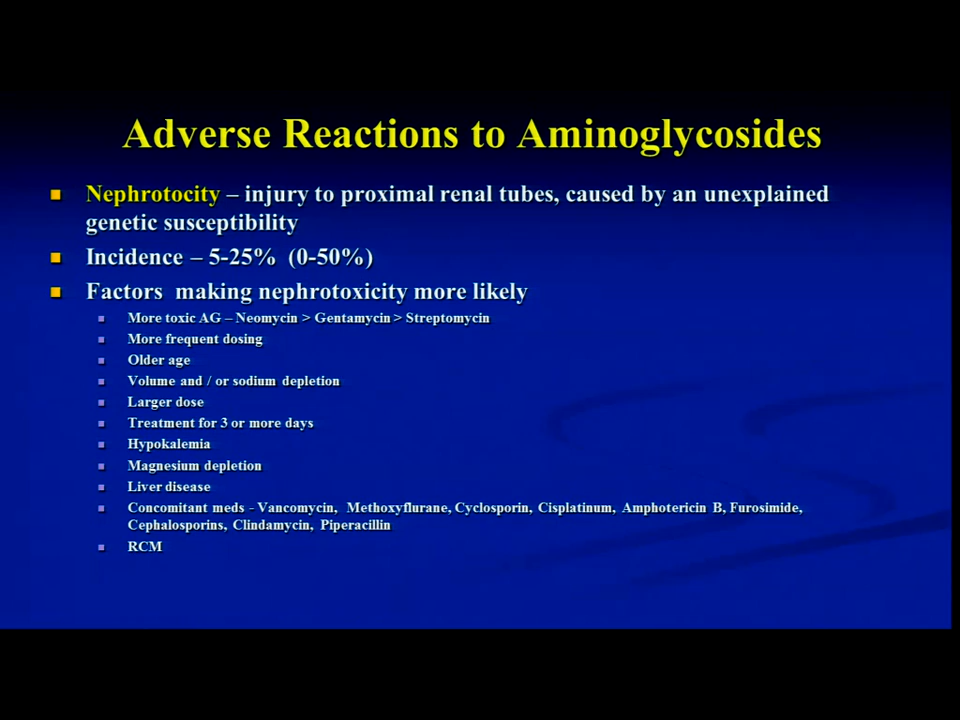 Adverse Reactions to Aminoglycosides
Nephrotocity – injury to proximal renal tubes, caused by an unexplained
genetic susceptibility
Incidence – 5-25% (0-50%)
Factors making nephrotoxicity more likely
More toxic AG – Neomycin > Gentamycin > Streptomycin
More frequent dosing
Older age
Volume and / or sodium depletion
Larger dose
Treatment for 3 or more days
Hypokalemia
Magnesium depletion
Liver disease
Concomitant meds - Vancomycin, Methoxyflurane, Cyclosporin, Cisplatinum, Amphotericin B, Furosimide,
Cephalosporins, Clindamycin, Piperacillin
RCM